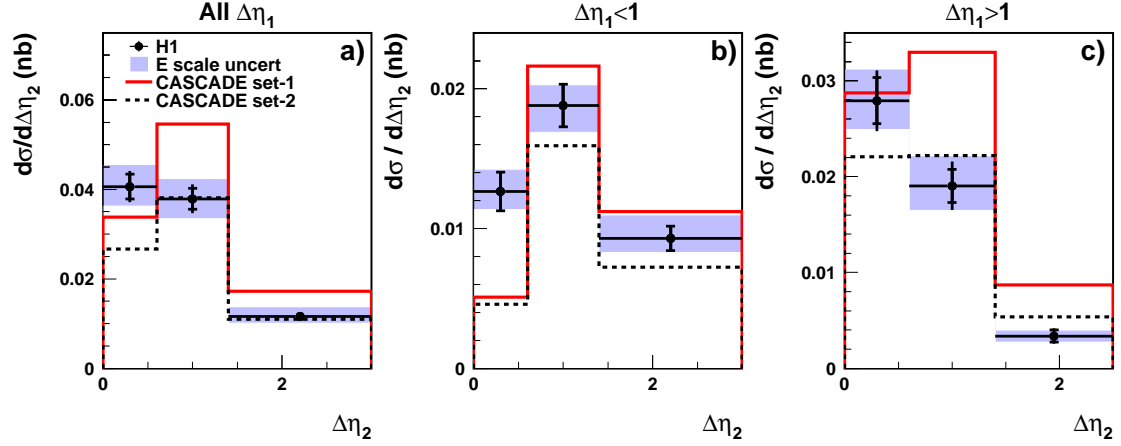 All Δη₁
dσ/dΔη₂ (nb)
a)
H1
E scale uncert
CASCADE set-1
CASCADE set-2
0.06
0.04
0.02
0
0
2
Δη₂
Δη₁<1
dσ / dΔη₂ (nb)
b)
0.02
0.01
0
0
2
Δη₂
Δη₁>1
dσ / dΔη₂ (nb)
c)
0.03
0.02
0.01
0
0
2
Δη₂